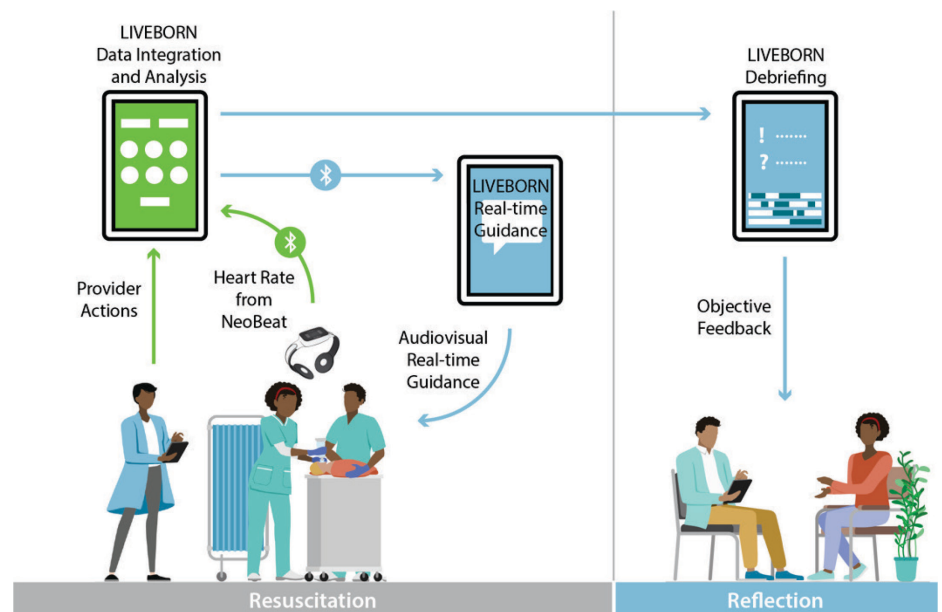 LIVEBORN
Data Integration
and Analysis
LIVEBORN
Debriefing
! .......
? .......
LIVEBORN
Real-time
Guidance
Provider
Actions
Heart Rate
from
NeoBeat
Audiovisual
Real-time
Guidance
Objective
Feedback
Resuscitation
Reflection